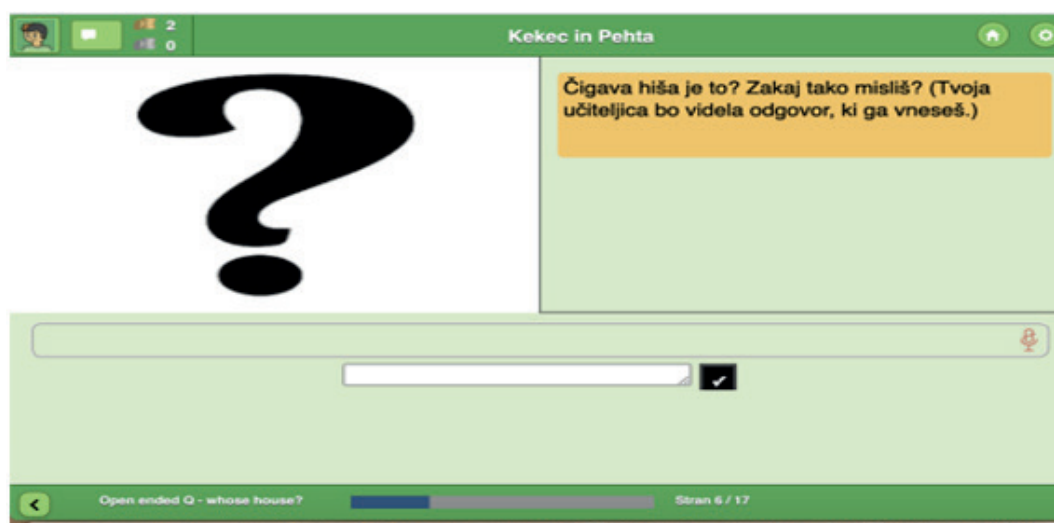 2
0
Kekec in Pehta
Čigava hiša je to? Zakaj tako misliš? (Tvoja
učiteljica bo videla odgovor, ki ga vneseš.)
Open ended Q - whose house?
Stran 6 / 17